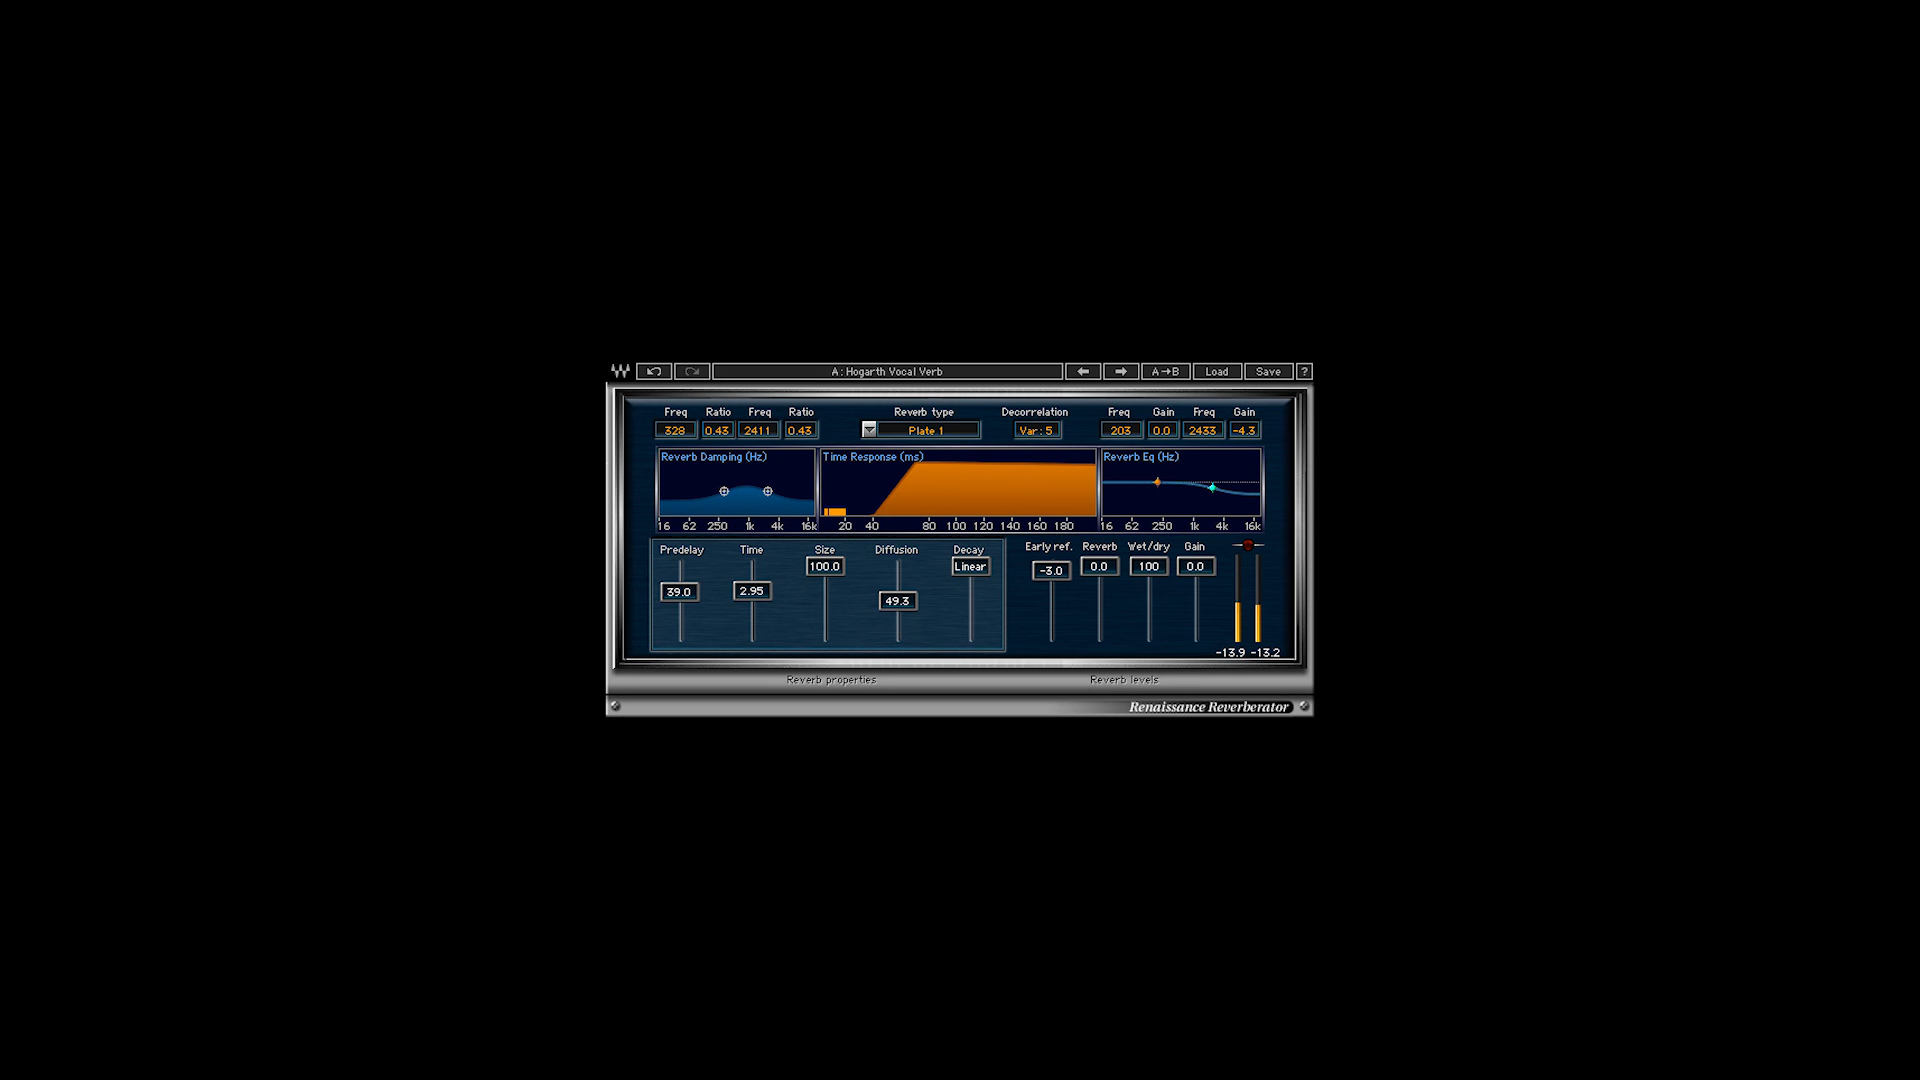 A: Hogarth Vocal Verb A→B Load Save ?
Freq Ratio Freq Ratio Reverb type Decorrelation Freq Gain Freq Gain
328 0.43 2411 0.43 Plate 1 Var: 5 203 0.0 2433 -4.3
Reverb Damping (Hz) Time Response (ms) Reverb Eq (Hz)
16 62 250 1k 4k 16k 20 40 80 100 120 140 160 180 16 62 250 1k 4k 16k
Predelay Time Size Diffusion Decay Early ref. Reverb Wet/dry Gain
39.0 2.95 100.0 49.3 Linear -3.0 0.0 100 0.0
-13.9 -13.2
Reverb properties Reverb levels
Renaissance Reverberator